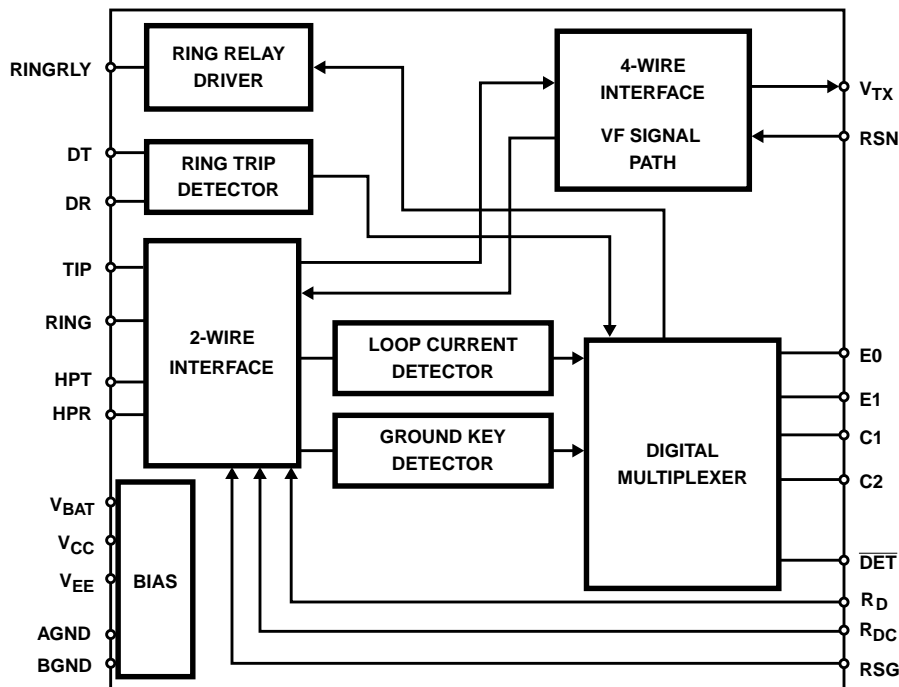 RINGRLY
RING RELAY
DRIVER
4-WIRE
INTERFACE
VF SIGNAL
PATH
VTX
RSN
DT
DR
RING TRIP
DETECTOR
TIP
RING
HPT
HPR
2-WIRE
INTERFACE
LOOP CURRENT
DETECTOR
GROUND KEY
DETECTOR
DIGITAL
MULTIPLEXER
E0
E1
C1
C2
DET
RD
RDC
RSG
VBAT
VCC
VEE
AGND
BGND
BIAS